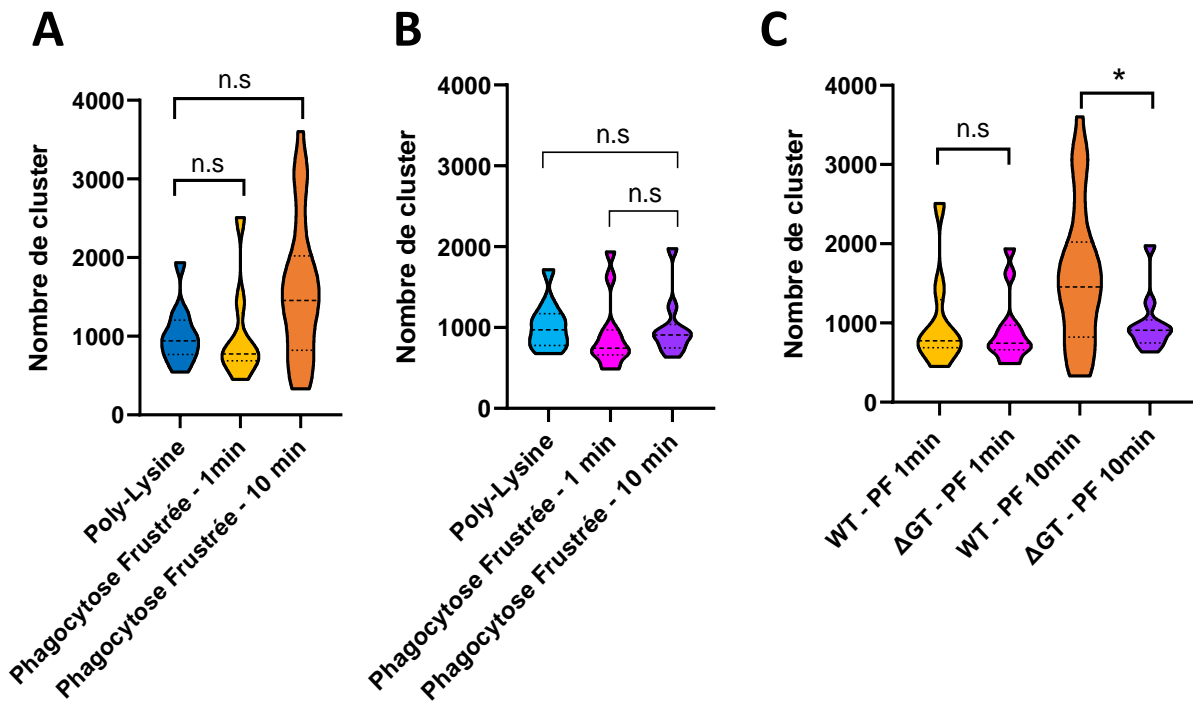 A
Nombre de cluster
4000
3000
2000
1000
0
n.s
n.s
Poly-Lysine
Phagocytose Frustrée - 1min
Phagocytose Frustrée - 10 min
B
Nombre de cluster
4000
3000
2000
1000
0
n.s
n.s
Poly-Lysine
Phagocytose Frustrée - 1 min
Phagocytose Frustrée - 10 min
C
Nombre de cluster
4000
3000
2000
1000
0
n.s
*
WT - PF 1min
ΔGT - PF 1min
WT - PF 10min
ΔGT - PF 10min